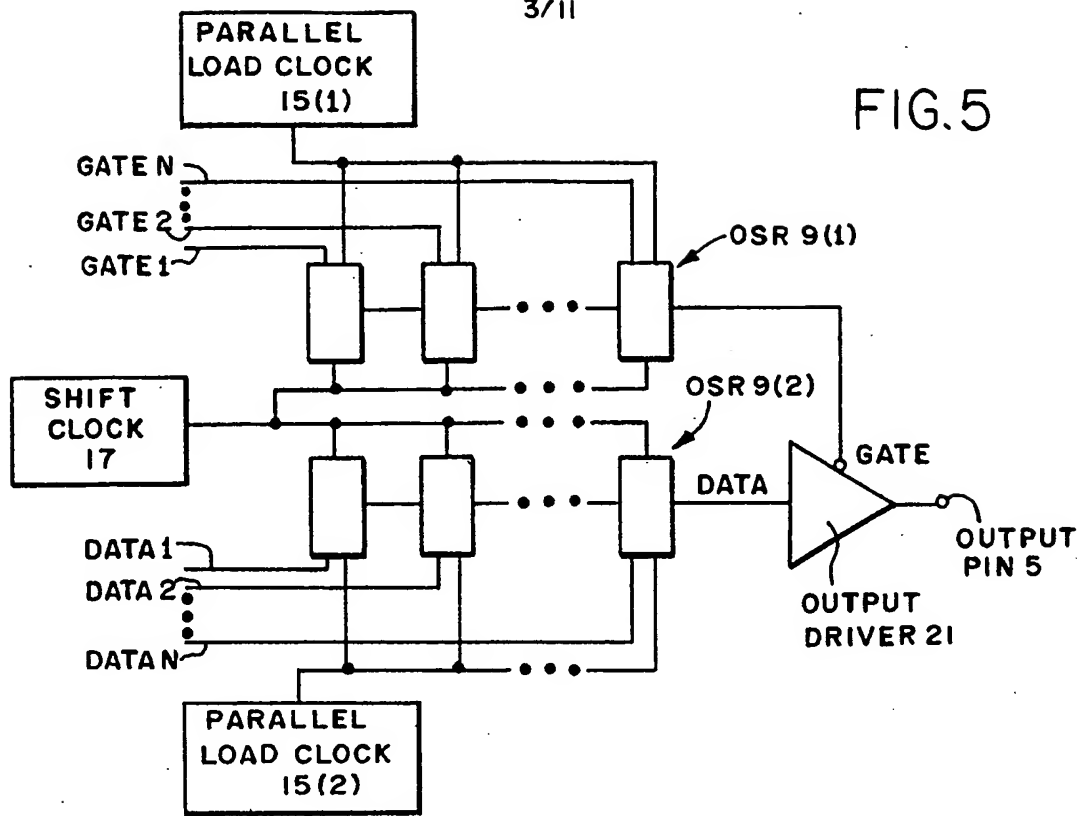 3/11
PARALLEL
LOAD CLOCK
15(1)
FIG.5
GATE N
GATE 2
GATE 1
OSR 9(1)
SHIFT
CLOCK
17
OSR 9(2)
DATA
GATE
DATA 1
DATA 2
DATA N
OUTPUT
PIN 5
OUTPUT
DRIVER 21
PARALLEL
LOAD CLOCK
15(2)